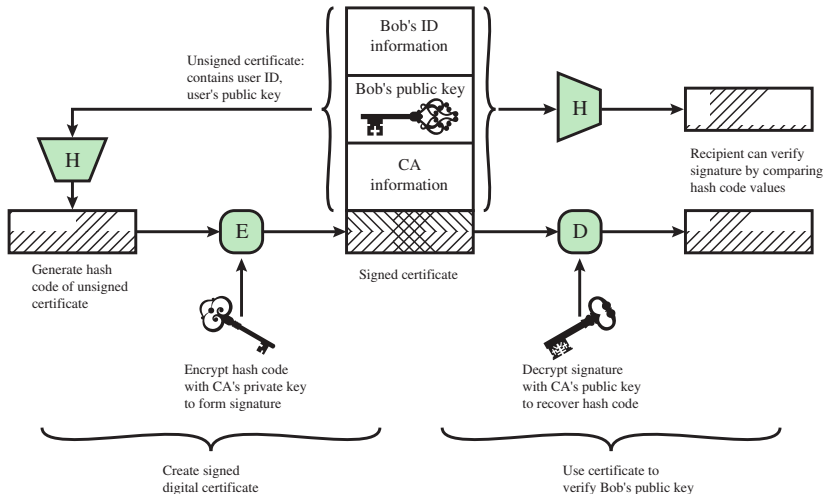 Bob's ID
information
Unsigned certificate:
contains user ID,
user's public key
Bob's public key
H
H
CA
information
Recipient can verify
signature by comparing
hash code values
E
D
Generate hash
code of unsigned
certificate
Signed certificate
Encrypt hash code
with CA's private key
to form signature
Decrypt signature
with CA's public key
to recover hash code
Create signed
digital certificate
Use certificate to
verify Bob's public key